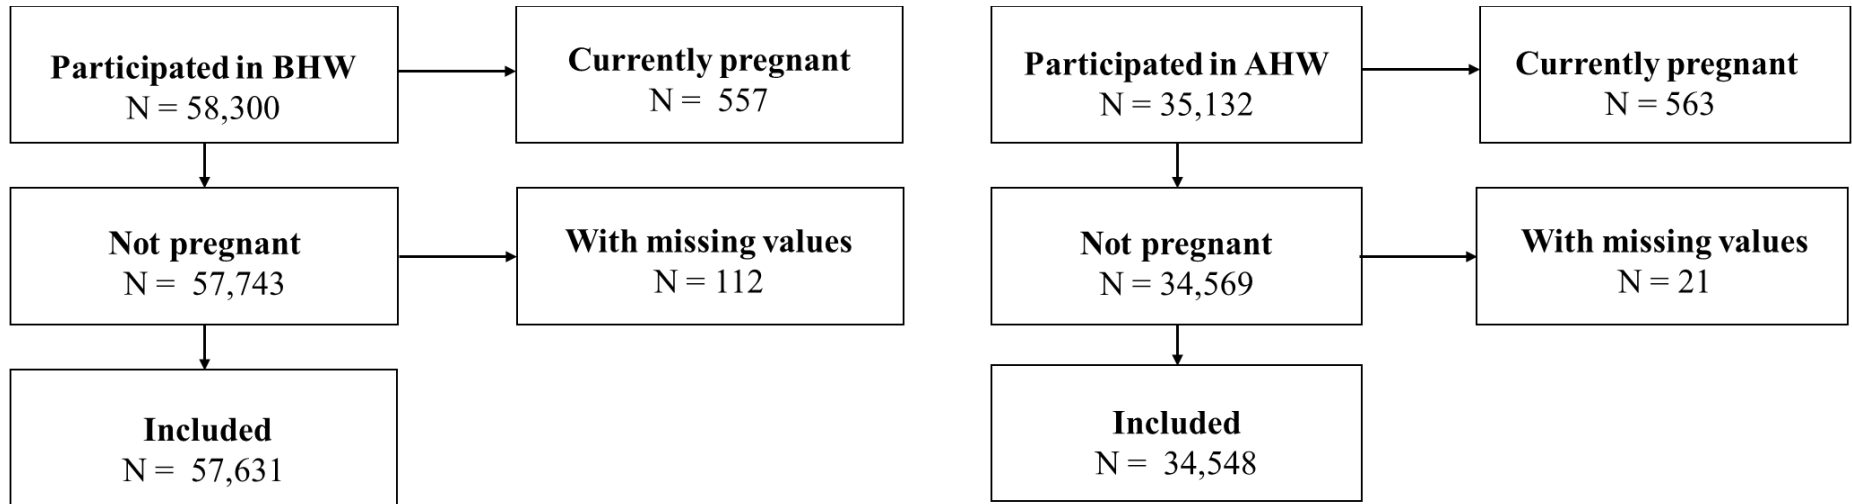 Participated in BHW
N = 58,300
Currently pregnant
N = 557
Not pregnant
N = 57,743
With missing values
N = 112
Included
N = 57,631
Participated in AHW
N = 35,132
Currently pregnant
N = 563
Not pregnant
N = 34,569
With missing values
N = 21
Included
N = 34,548